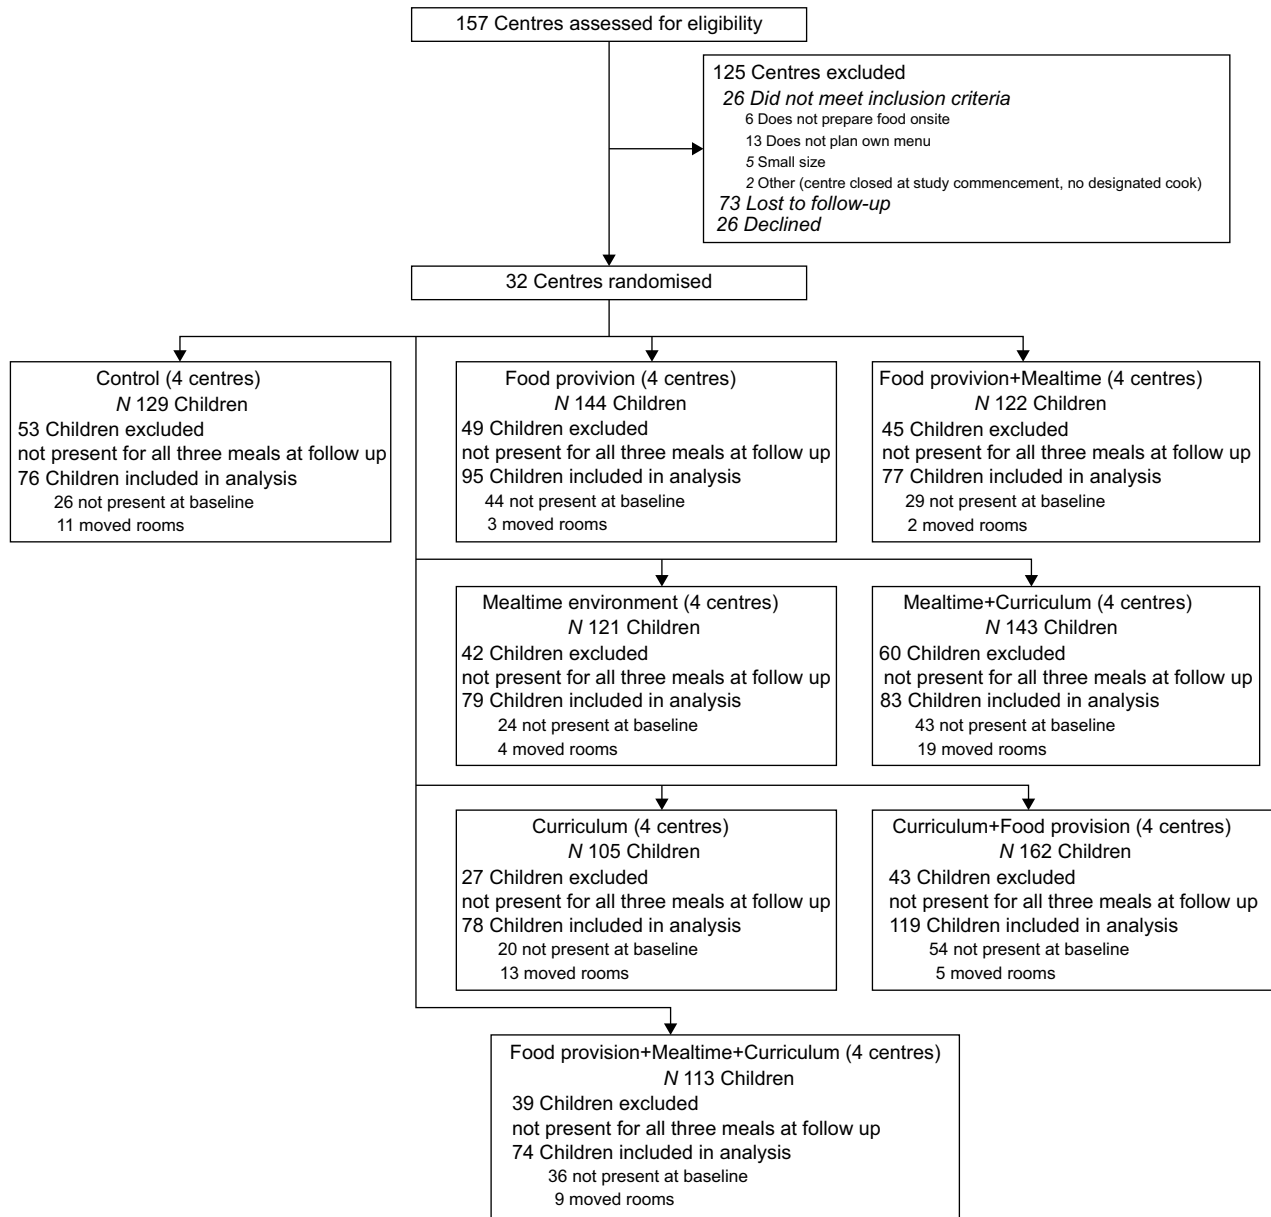 157 Centres assessed for eligibility
125 Centres excluded
26 Did not meet inclusion criteria
6 Does not prepare food onsite
13 Does not plan own menu
5 Small size
2 Other (centre closed at study commencement, no designated cook)
73 Lost to follow-up
26 Declined
32 Centres randomised
Control (4 centres)
N 129 Children
53 Children excluded
not present for all three meals at follow up
76 Children included in analysis
26 not present at baseline
11 moved rooms
Food provivion (4 centres)
N 144 Children
49 Children excluded
not present for all three meals at follow up
95 Children included in analysis
44 not present at baseline
3 moved rooms
Food provivion+Mealtime (4 centres)
N 122 Children
45 Children excluded
not present for all three meals at follow up
77 Children included in analysis
29 not present at baseline
2 moved rooms
Mealtime environment (4 centres)
N 121 Children
42 Children excluded
not present for all three meals at follow up
79 Children included in analysis
24 not present at baseline
4 moved rooms
Mealtime+Curriculum (4 centres)
N 143 Children
60 Children excluded
not present for all three meals at follow up
83 Children included in analysis
43 not present at baseline
19 moved rooms
Curriculum (4 centres)
N 105 Children
27 Children excluded
not present for all three meals at follow up
78 Children included in analysis
20 not present at baseline
13 moved rooms
Curriculum+Food provision (4 centres)
N 162 Children
43 Children excluded
not present for all three meals at follow up
119 Children included in analysis
54 not present at baseline
5 moved rooms
Food provision+Mealtime+Curriculum (4 centres)
N 113 Children
39 Children excluded
not present for all three meals at follow up
74 Children included in analysis
36 not present at baseline
9 moved rooms